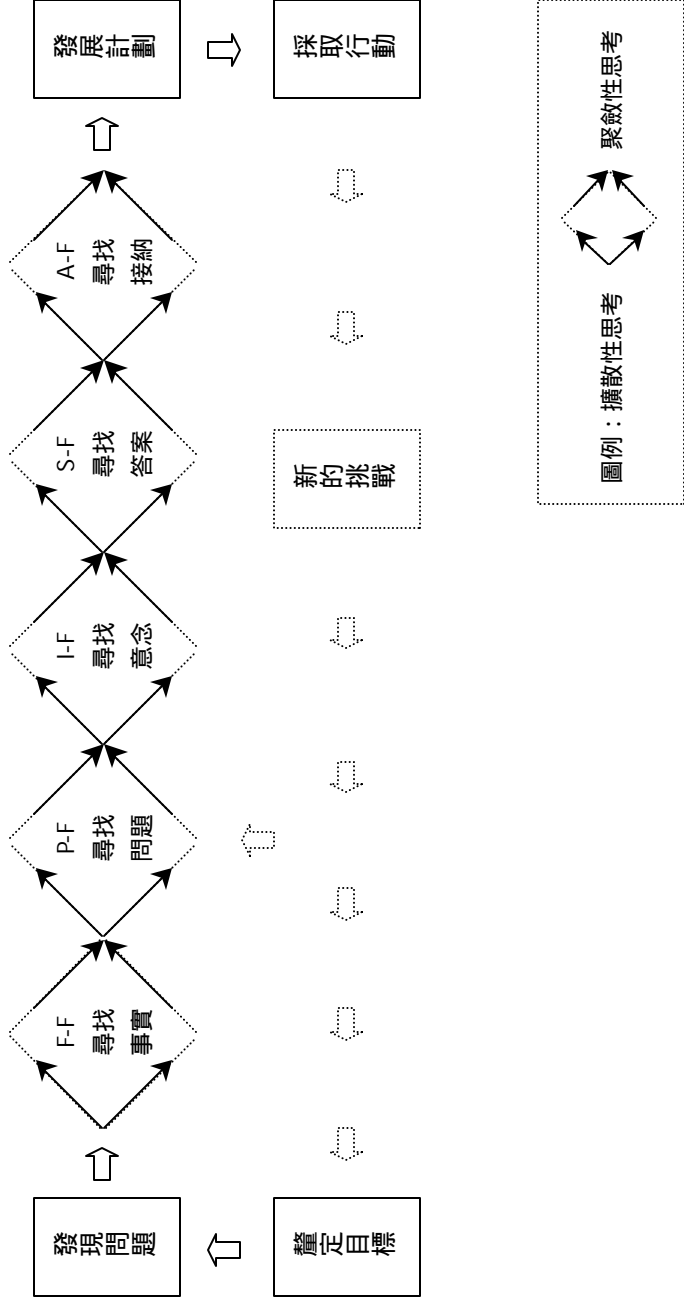 發現問題
F-F
尋找
事實
P-F
尋找
問題
I-F
尋找
意念
S-F
尋找
答案
A-F
尋找
接納
發展計劃
釐定目標
新的挑戰
採取行動
圖例：擴散性思考
聚斂性思考